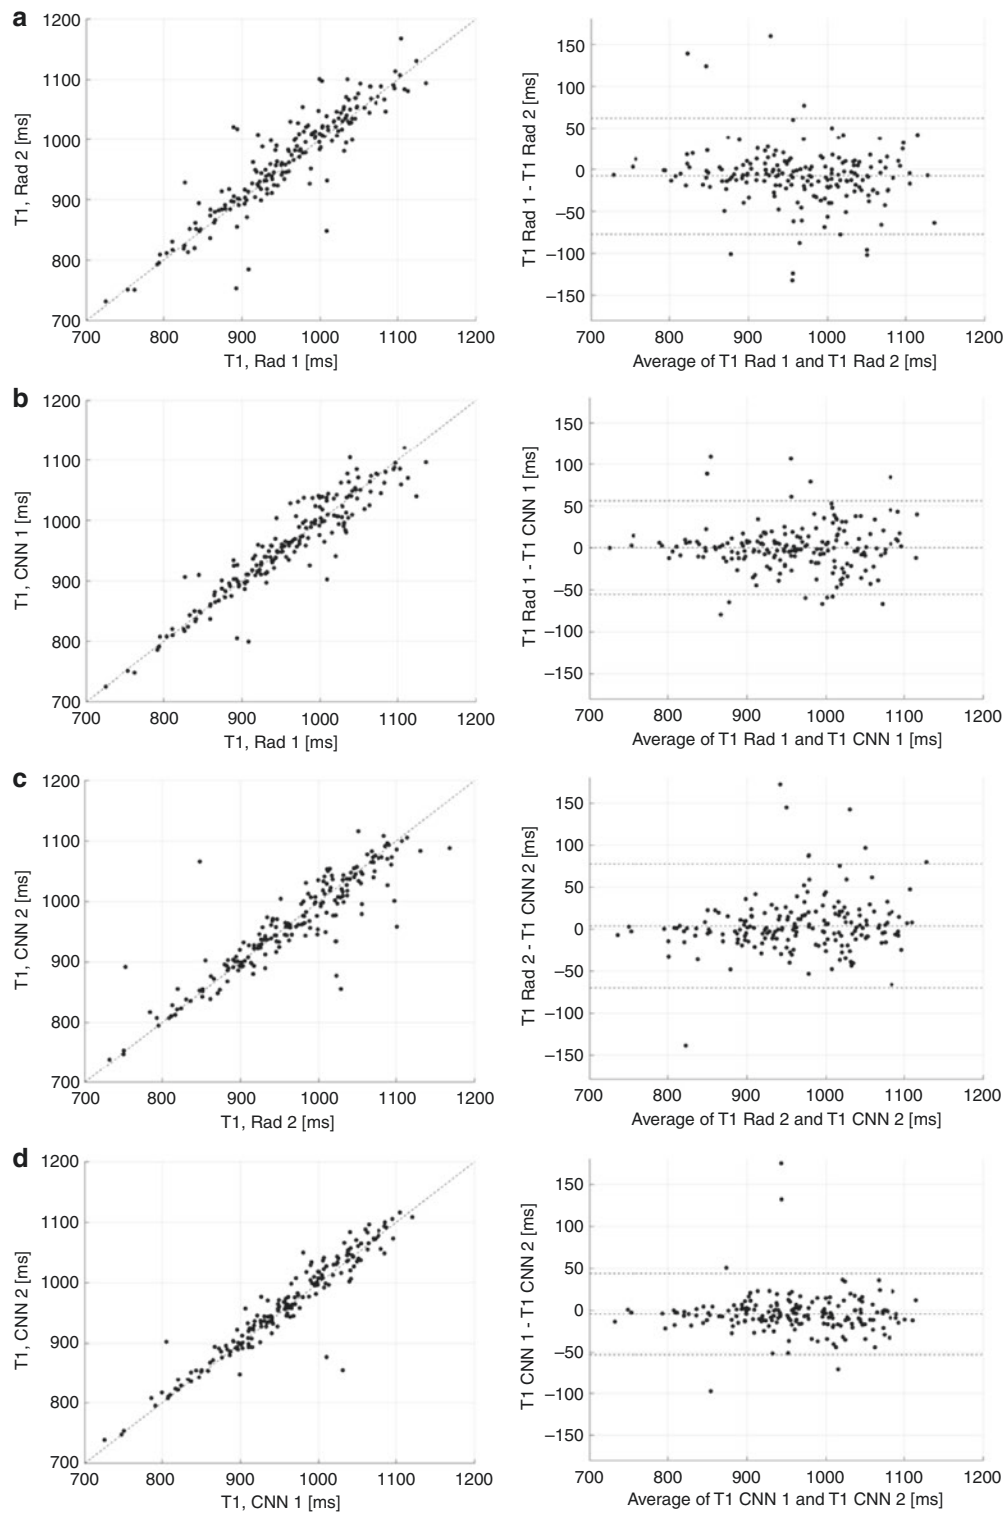 a
1200
1100
1000
900
800
700
T1, Rad 2 [ms]
700 800 900 1000 1100 1200
T1, Rad 1 [ms]
150
100
50
0
−50
−100
−150
T1 Rad 1 - T1 Rad 2 [ms]
700 800 900 1000 1100 1200
Average of T1 Rad 1 and T1 Rad 2 [ms]
b
1200
1100
1000
900
800
700
T1, CNN 1 [ms]
700 800 900 1000 1100 1200
T1, Rad 1 [ms]
150
100
50
0
−50
−100
−150
T1 Rad 1 - T1 CNN 1 [ms]
700 800 900 1000 1100 1200
Average of T1 Rad 1 and T1 CNN 1 [ms]
c
1200
1100
1000
900
800
700
T1, CNN 2 [ms]
700 800 900 1000 1100 1200
T1, Rad 2 [ms]
150
100
50
0
−50
−100
−150
T1 Rad 2 - T1 CNN 2 [ms]
700 800 900 1000 1100 1200
Average of T1 Rad 2 and T1 CNN 2 [ms]
d
1200
1100
1000
900
800
700
T1, CNN 2 [ms]
700 800 900 1000 1100 1200
T1, CNN 1 [ms]
150
100
50
0
−50
−100
−150
T1 CNN 1 - T1 CNN 2 [ms]
700 800 900 1000 1100 1200
Average of T1 CNN 1 and T1 CNN 2 [ms]